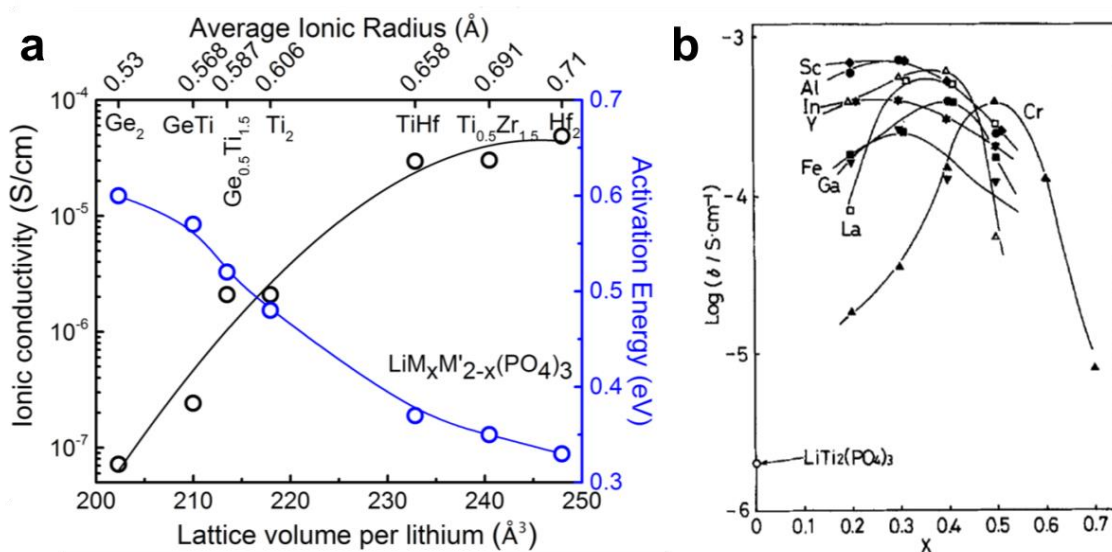 a
Average Ionic Radius (Å)
0.53
0.568
0.587
0.606
0.658
0.691
0.71
10-4
10-5
10-6
10-7
Ionic conductivity (S/cm)
Ge2
GeTi
Ge0.5Ti1.5
Ti2
TiHf
Ti0.5Zr1.5
Hf2
LiMxM'2-x(PO4)3
0.7
0.6
0.5
0.4
0.3
Activation Energy (eV)
200 210 220 230 240 250
Lattice volume per lithium (Å3)
b
-3
-4
-5
-6
Log (σ / S·cm-1)
Sc
Al
In
Y
Fe
Ga
La
Cr
LiTi2(PO4)3
0 0.2 0.3 0.4 0.5 0.6 0.7
X